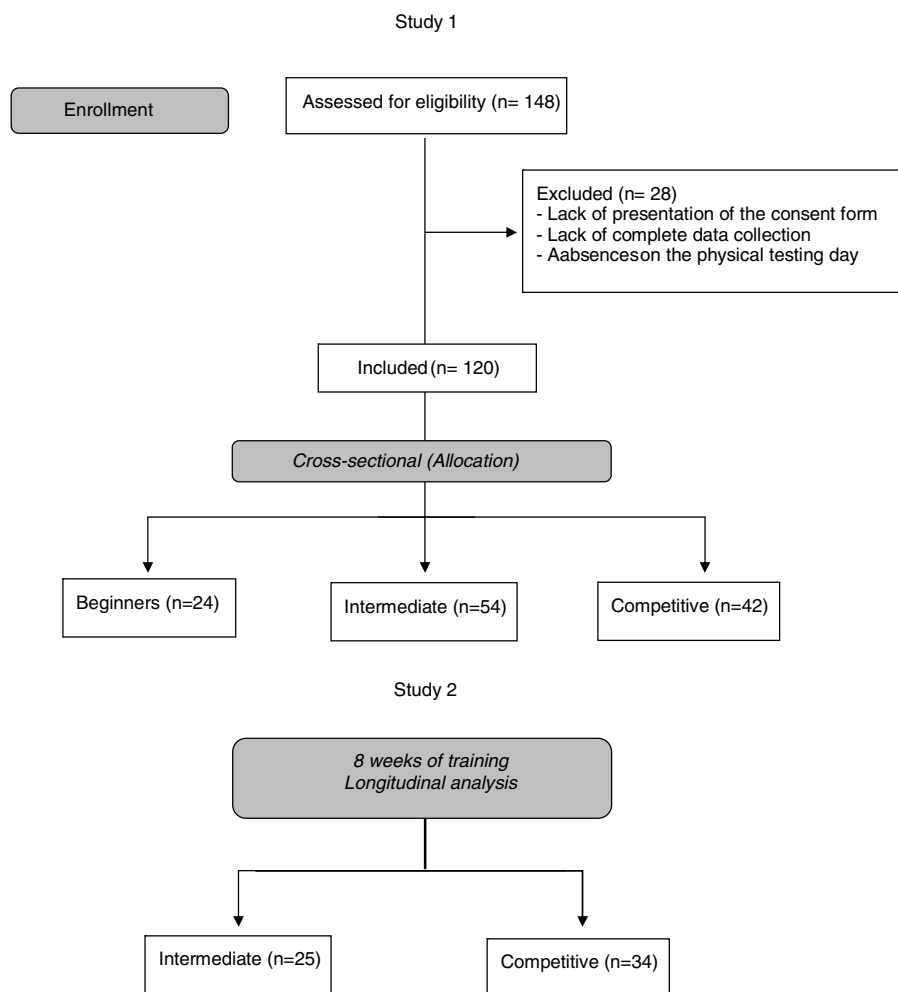 Study 1
Enrollment
Assessed for eligibility (n= 148)
Excluded (n= 28)
- Lack of presentation of the consent form
- Lack of complete data collection
- Aabsenceson the physical testing day
Included (n= 120)
Cross-sectional (Allocation)
Beginners (n=24)
Intermediate (n=54)
Competitive (n=42)
Study 2
8 weeks of training
Longitudinal analysis
Intermediate (n=25)
Competitive (n=34)